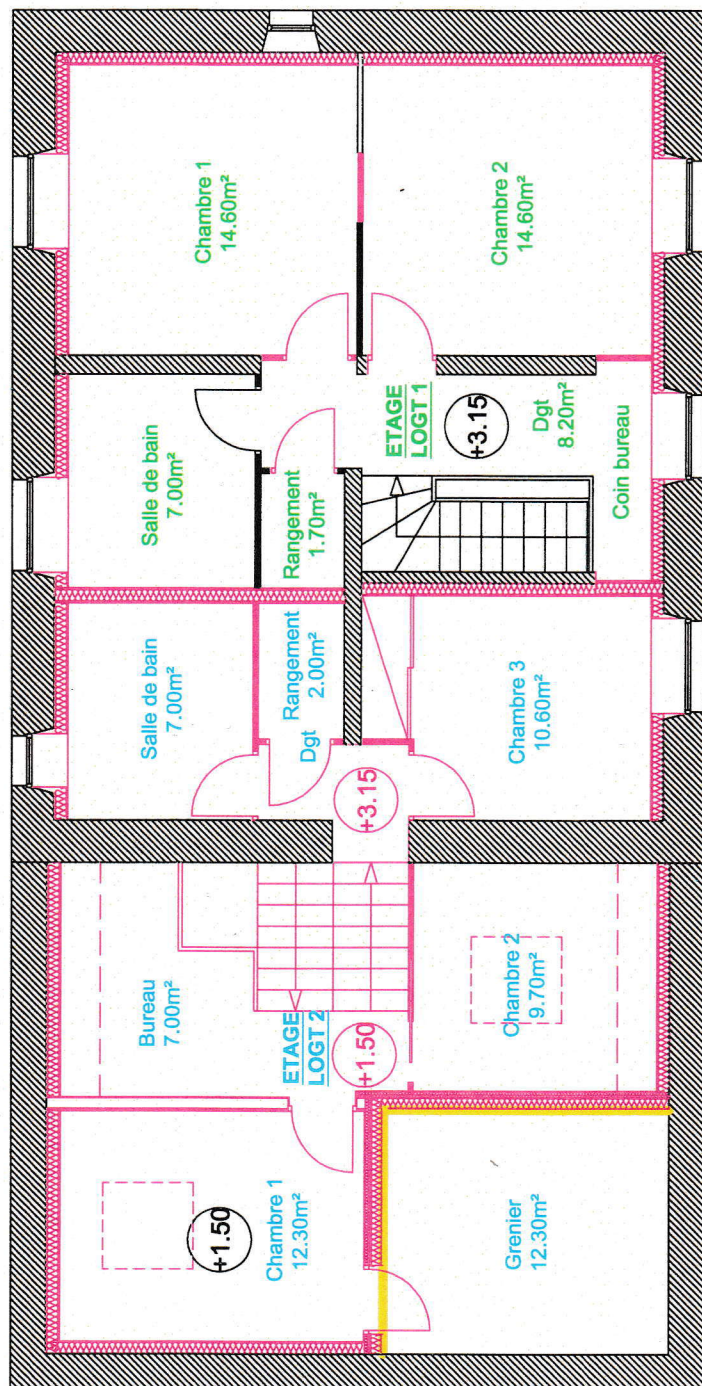 Chambre 1
14.60m²
Chambre 2
14.60m²
Salle de bain
7.00m²
Rangement
1.70m²
ETAGE
LOGT 1
+3.15
Dgt
8.20m²
Coin bureau
Salle de bain
7.00m²
Rangement
2.00m²
Dgt
+3.15
Chambre 3
10.60m²
Bureau
7.00m²
ETAGE
LOGT 2
+1.50
Chambre 2
9.70m²
+1.50
Chambre 1
12.30m²
Grenier
12.30m²